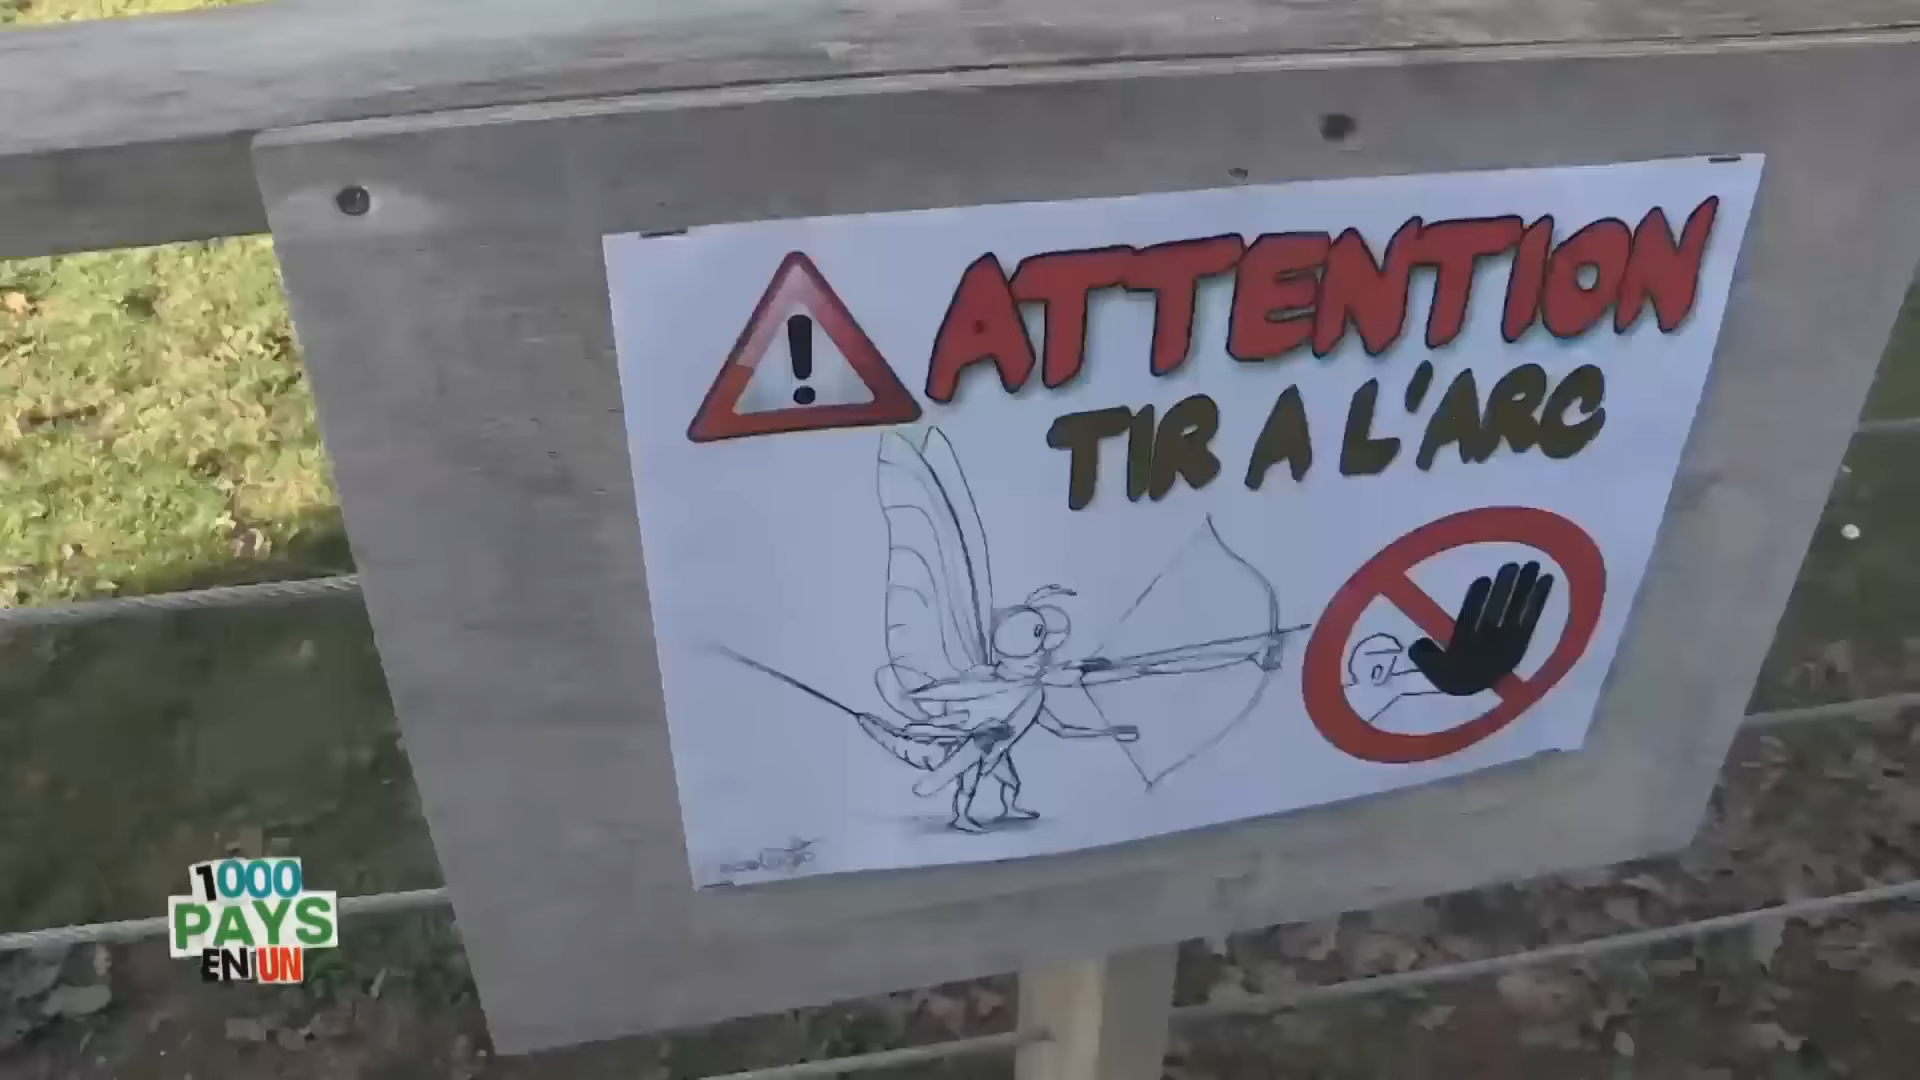 ATTENTION
TIR A L'ARC
1000
PAYS
EN UN